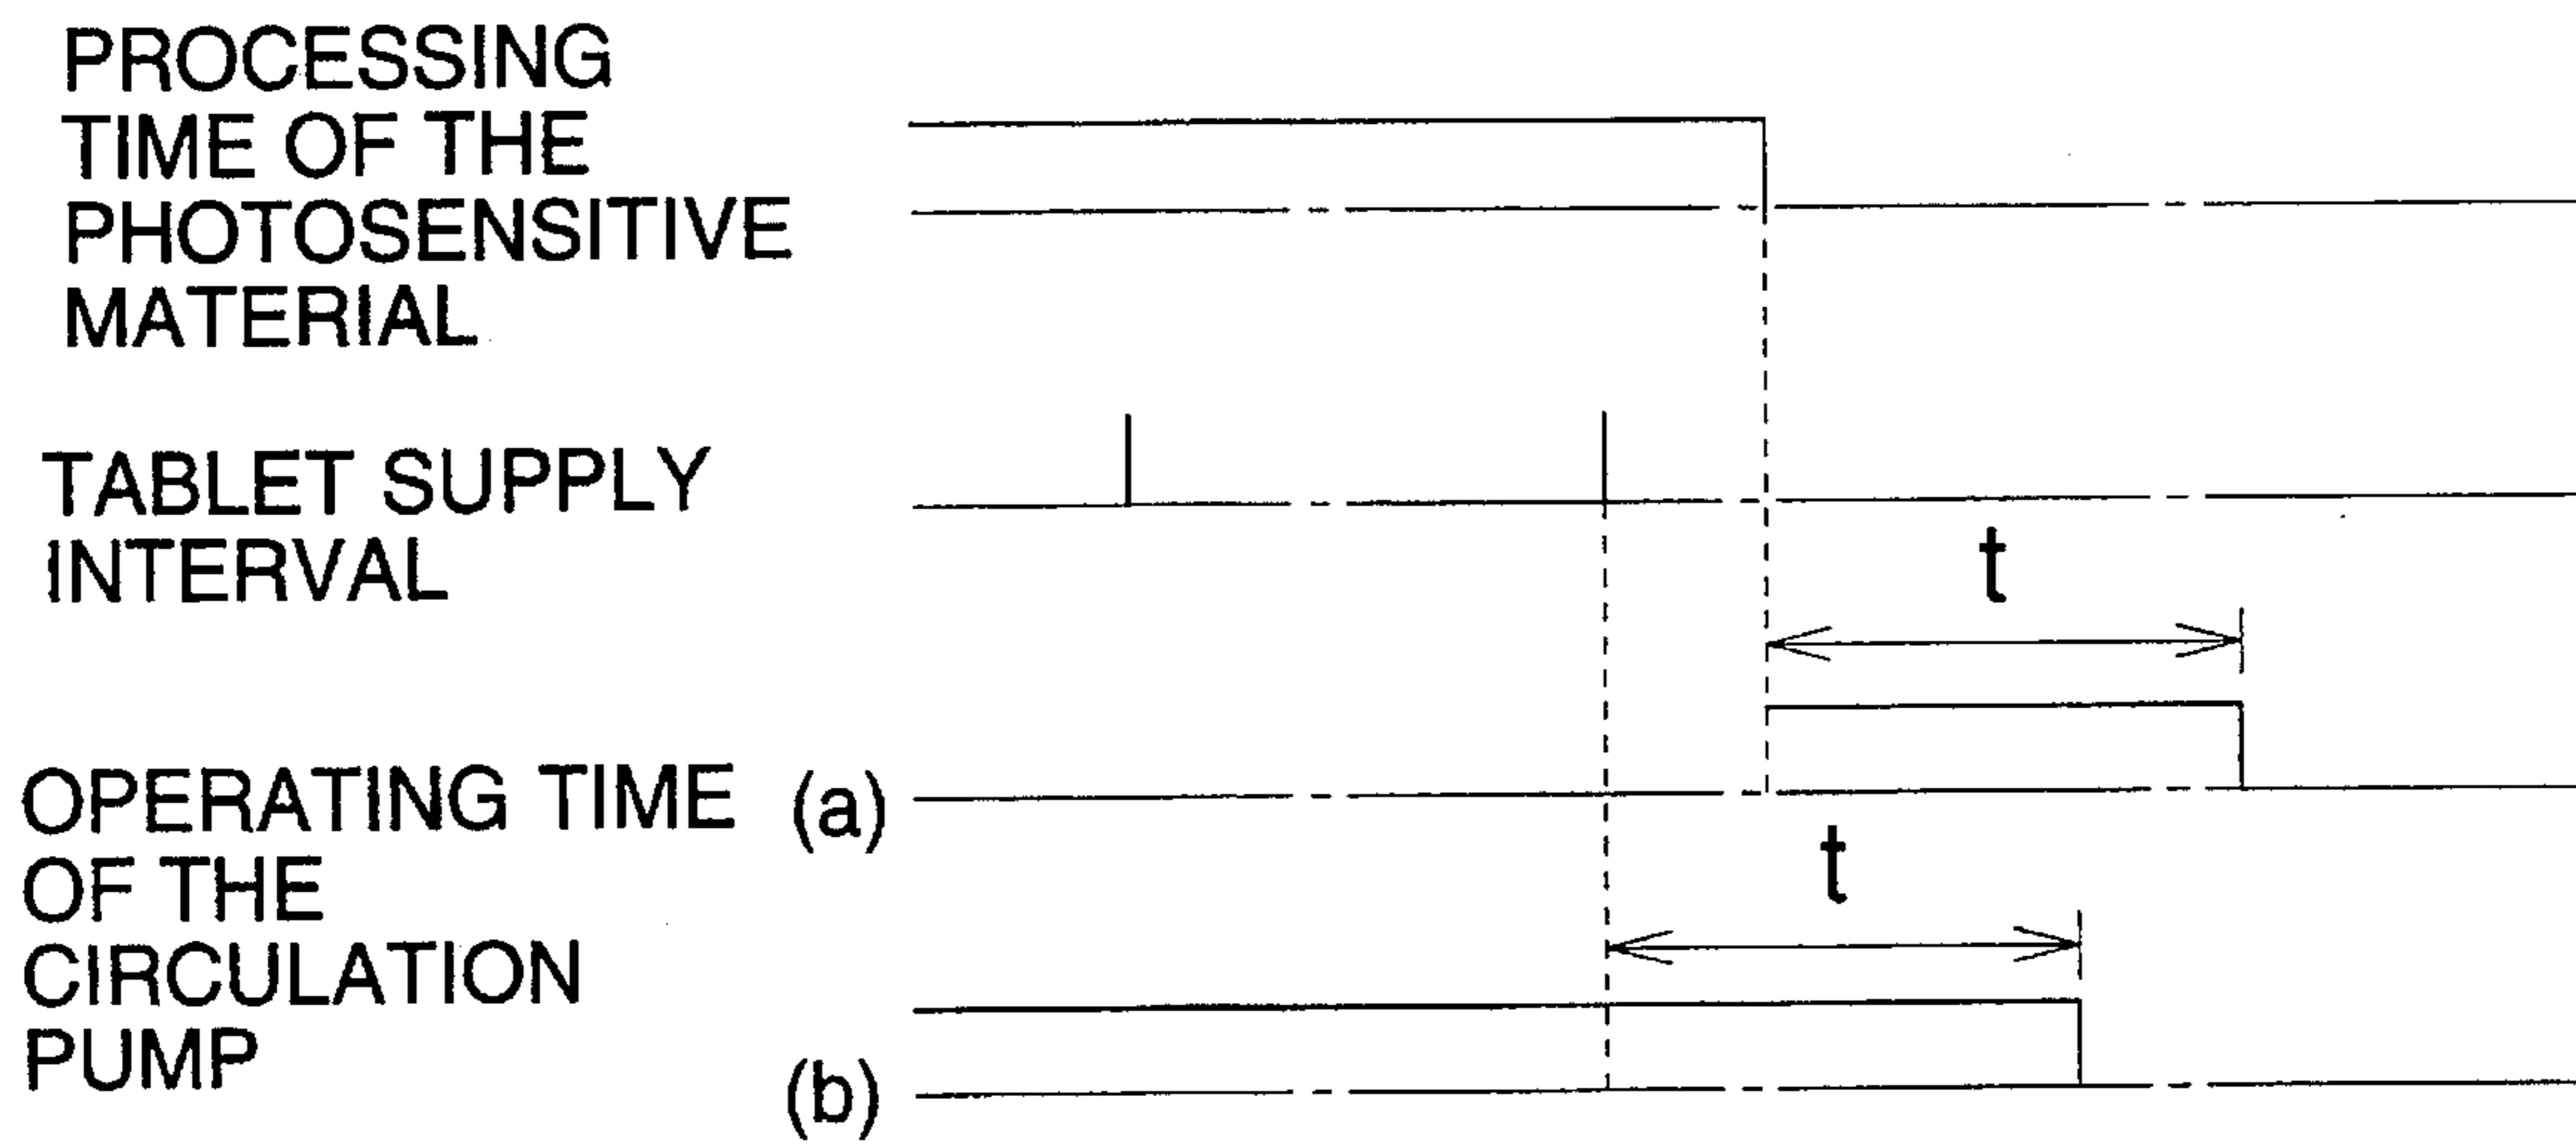 PROCESSING
TIME OF THE
PHOTOSENSITIVE
MATERIAL
TABLET SUPPLY
INTERVAL
t
OPERATING TIME (a)
OF THE
CIRCULATION
PUMP
t
(b)